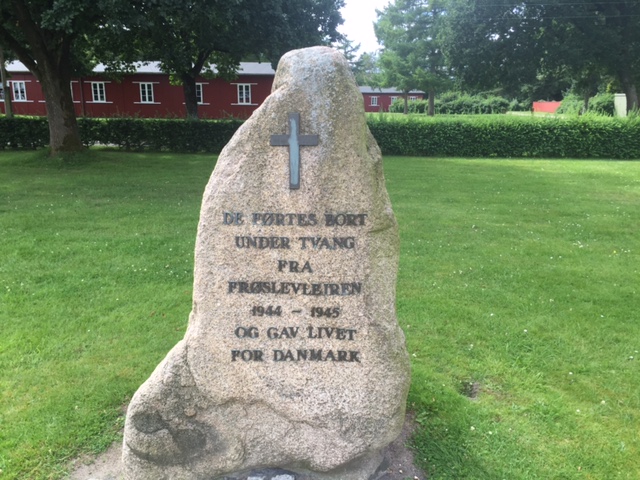 DE FØRTES BORT
UNDER TVANG
FRA
FRØSLEVLEJREN
1944 - 1945
OG GAV LIVET
FOR DANMARK